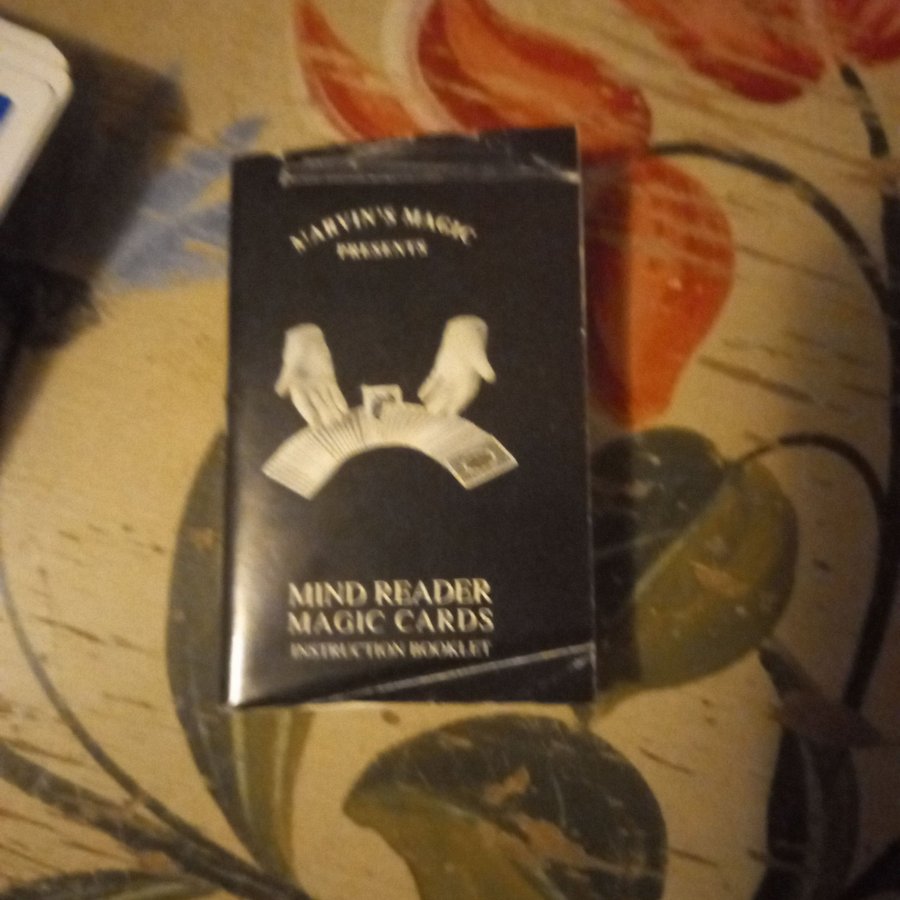 MARVIN'S MAGIC
PRESENTS
MIND READER
MAGIC CARDS
INSTRUCTION BOOKLET